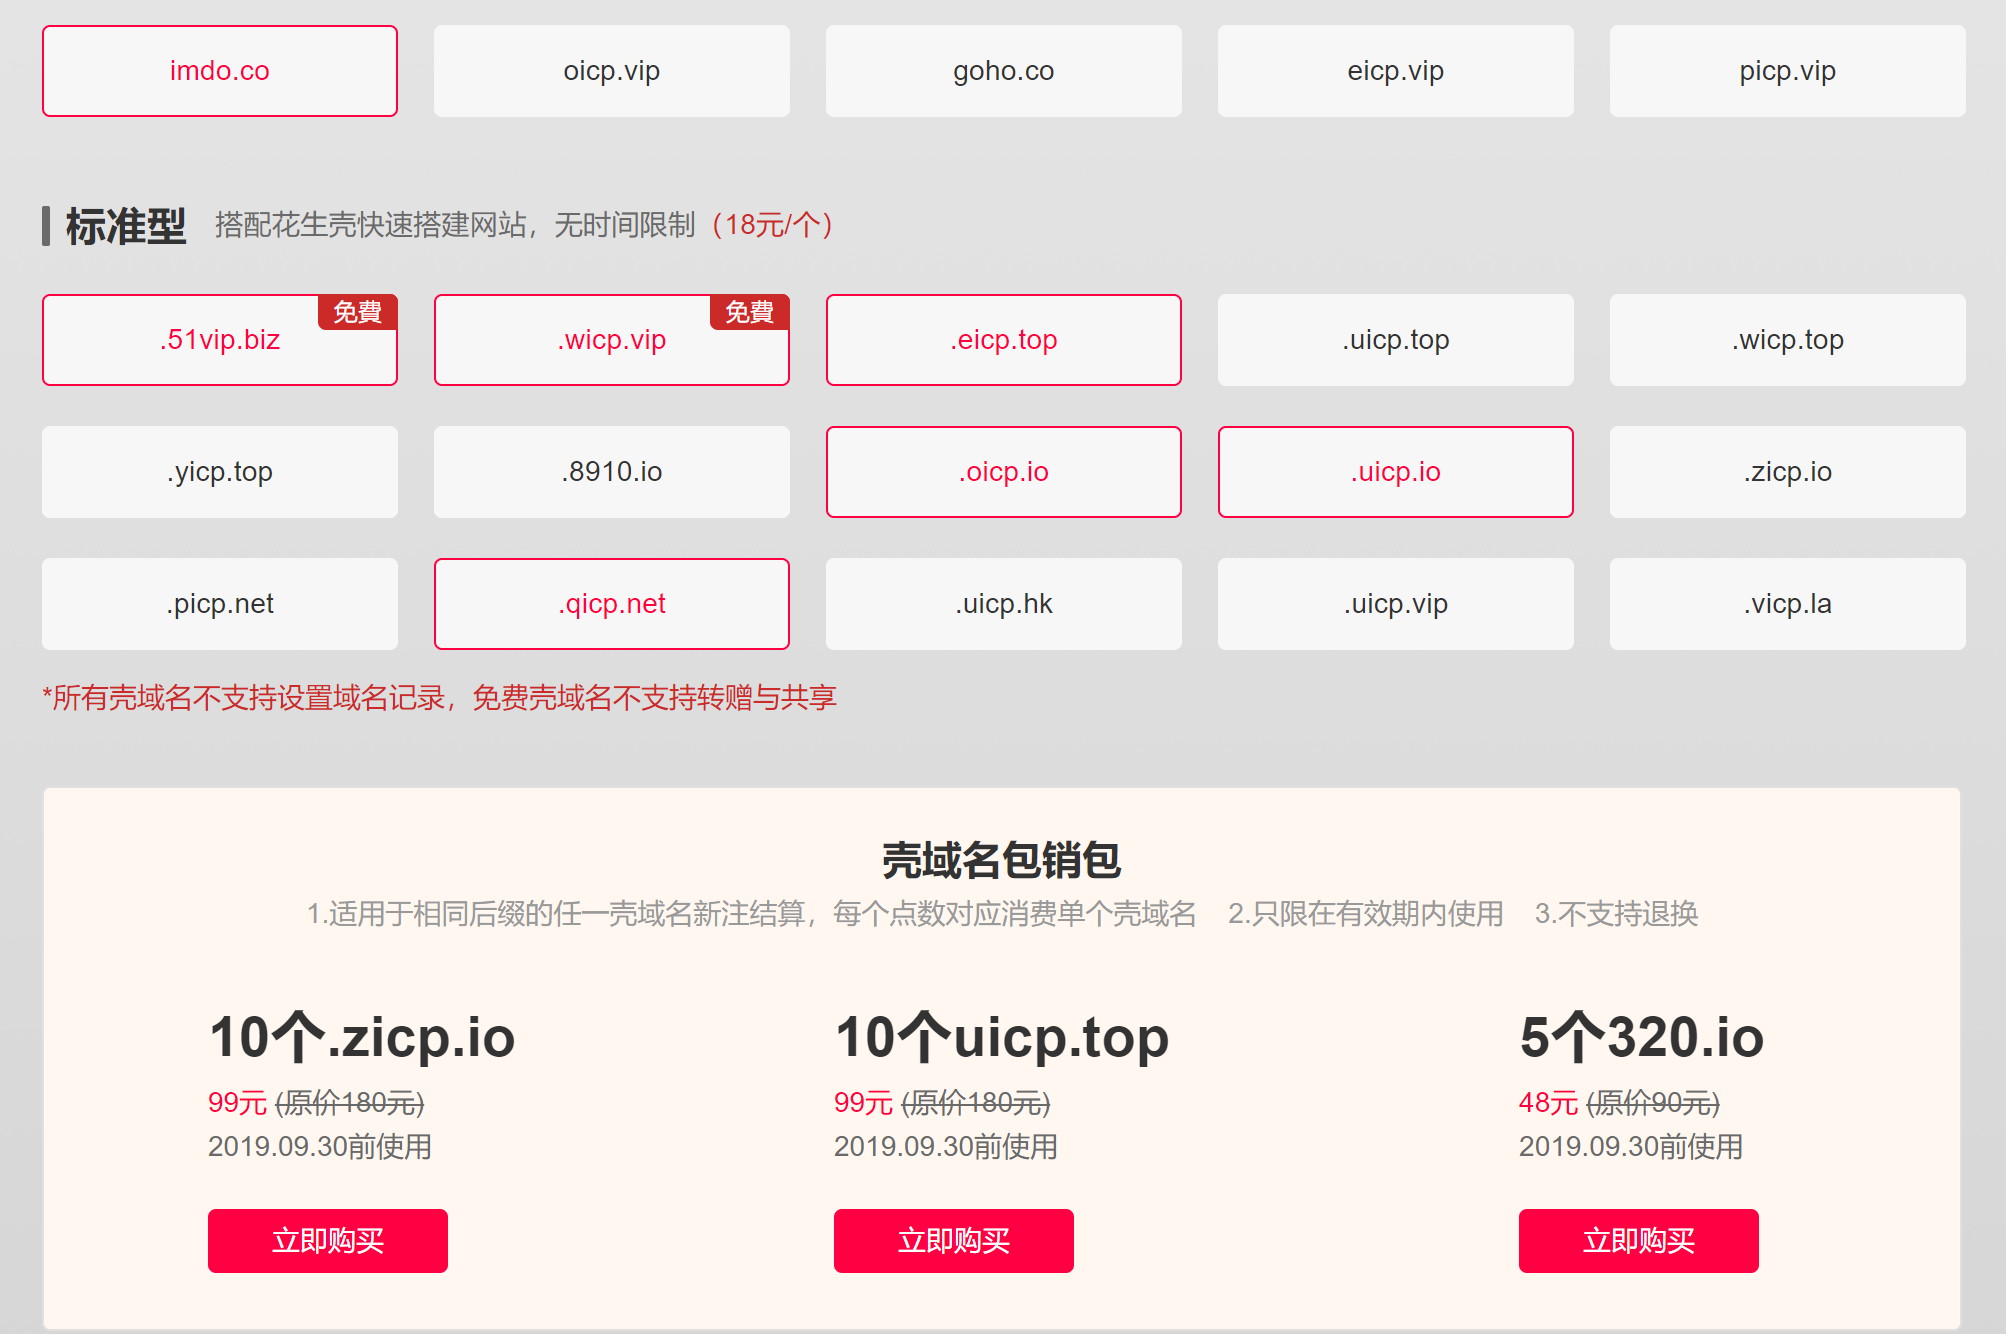 imdo.co oicp.vip goho.co eicp.vip picp.vip
标准型 搭配花生壳快速搭建网站，无时间限制（18元/个）
免費 免費
.51vip.biz .wicp.vip .eicp.top .uicp.top .wicp.top
.yicp.top .8910.io .oicp.io .uicp.io .zicp.io
.picp.net .qicp.net .uicp.hk .uicp.vip .vicp.la
*所有壳域名不支持设置域名记录，免费壳域名不支持转赠与共享
壳域名包销包
1.适用于相同后缀的任一壳域名新注结算，每个点数对应消费单个壳域名 2.只限在有效期内使用 3.不支持退换
10个.zicp.io 10个uicp.top 5个320.io
99元 (原价180元) 99元 (原价180元) 48元 (原价90元)
2019.09.30前使用 2019.09.30前使用 2019.09.30前使用
立即购买 立即购买 立即购买